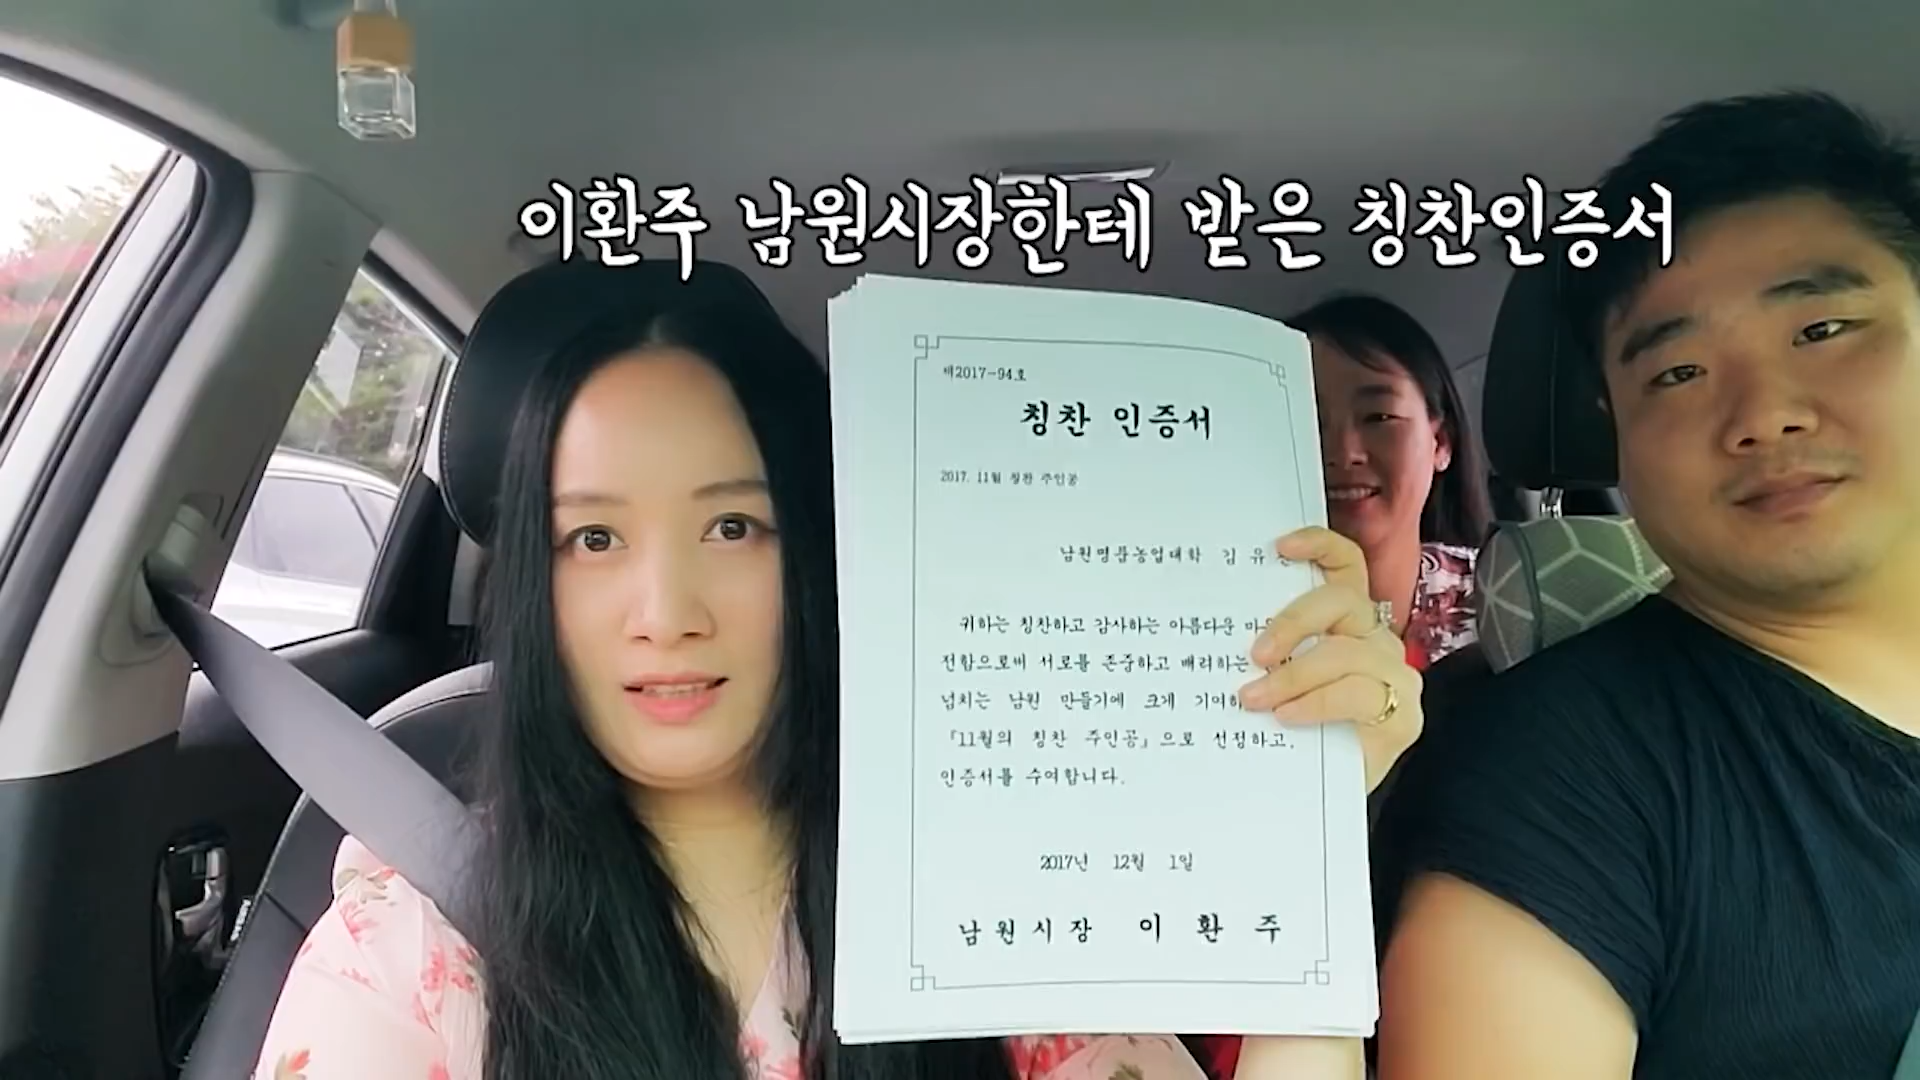 이환주 남원시장한테 받은 칭찬인증서
제2017-94호
칭찬 인증서
2017. 11월 칭찬 주인공
남원명품농업대학 김 유
귀하는 칭찬하고 감사하는 아름다운
전함으로써 서로를 존중하고 배려하는
넘치는 남원 만들기에 크게 기여하
『11월의 칭찬 주인공』으로 선정하고,
인증서를 수여합니다.
2017년 12월 1일
남 원 시 장 이 환 주